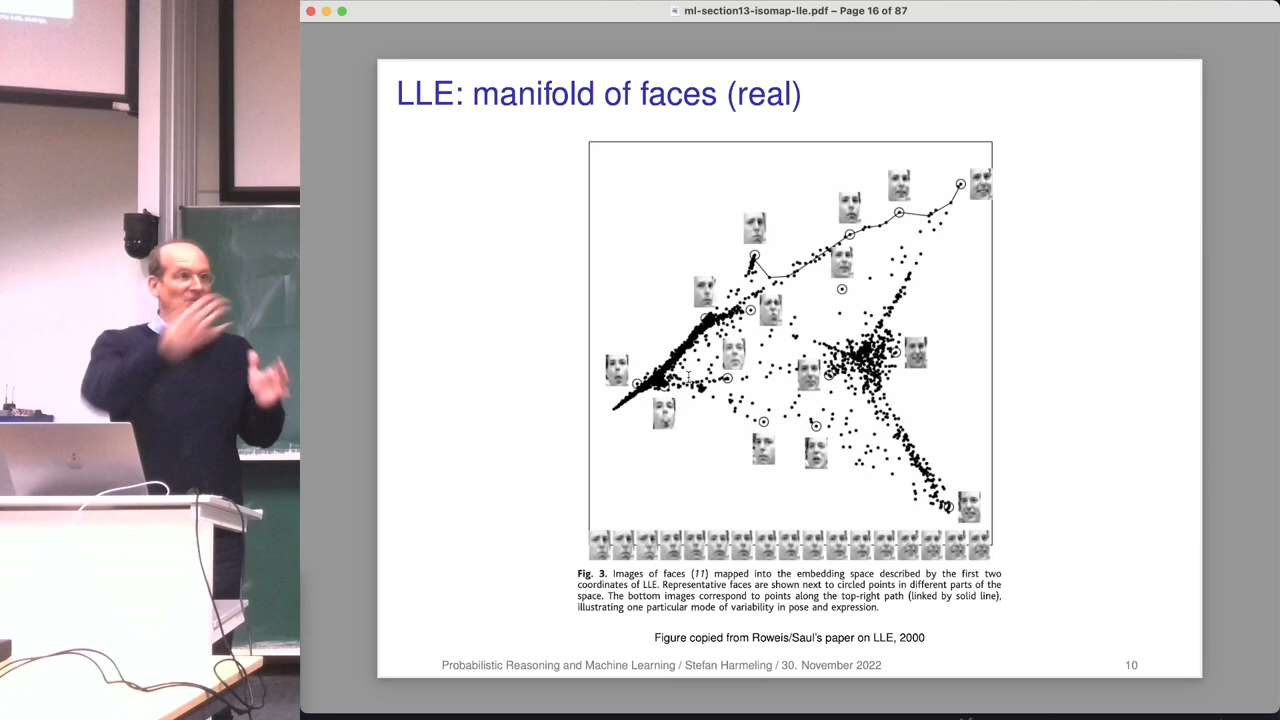 ml-section13-isomap-lle.pdf – Page 16 of 87
LLE: manifold of faces (real)
Fig. 3. Images of faces (11) mapped into the embedding space described by the first two
coordinates of LLE. Representative faces are shown next to circled points in different parts of the
space. The bottom images correspond to points along the top-right path (linked by solid line),
illustrating one particular mode of variability in pose and expression.
Figure copied from Roweis/Saul's paper on LLE, 2000
Probabilistic Reasoning and Machine Learning / Stefan Harmeling / 30. November 2022
10